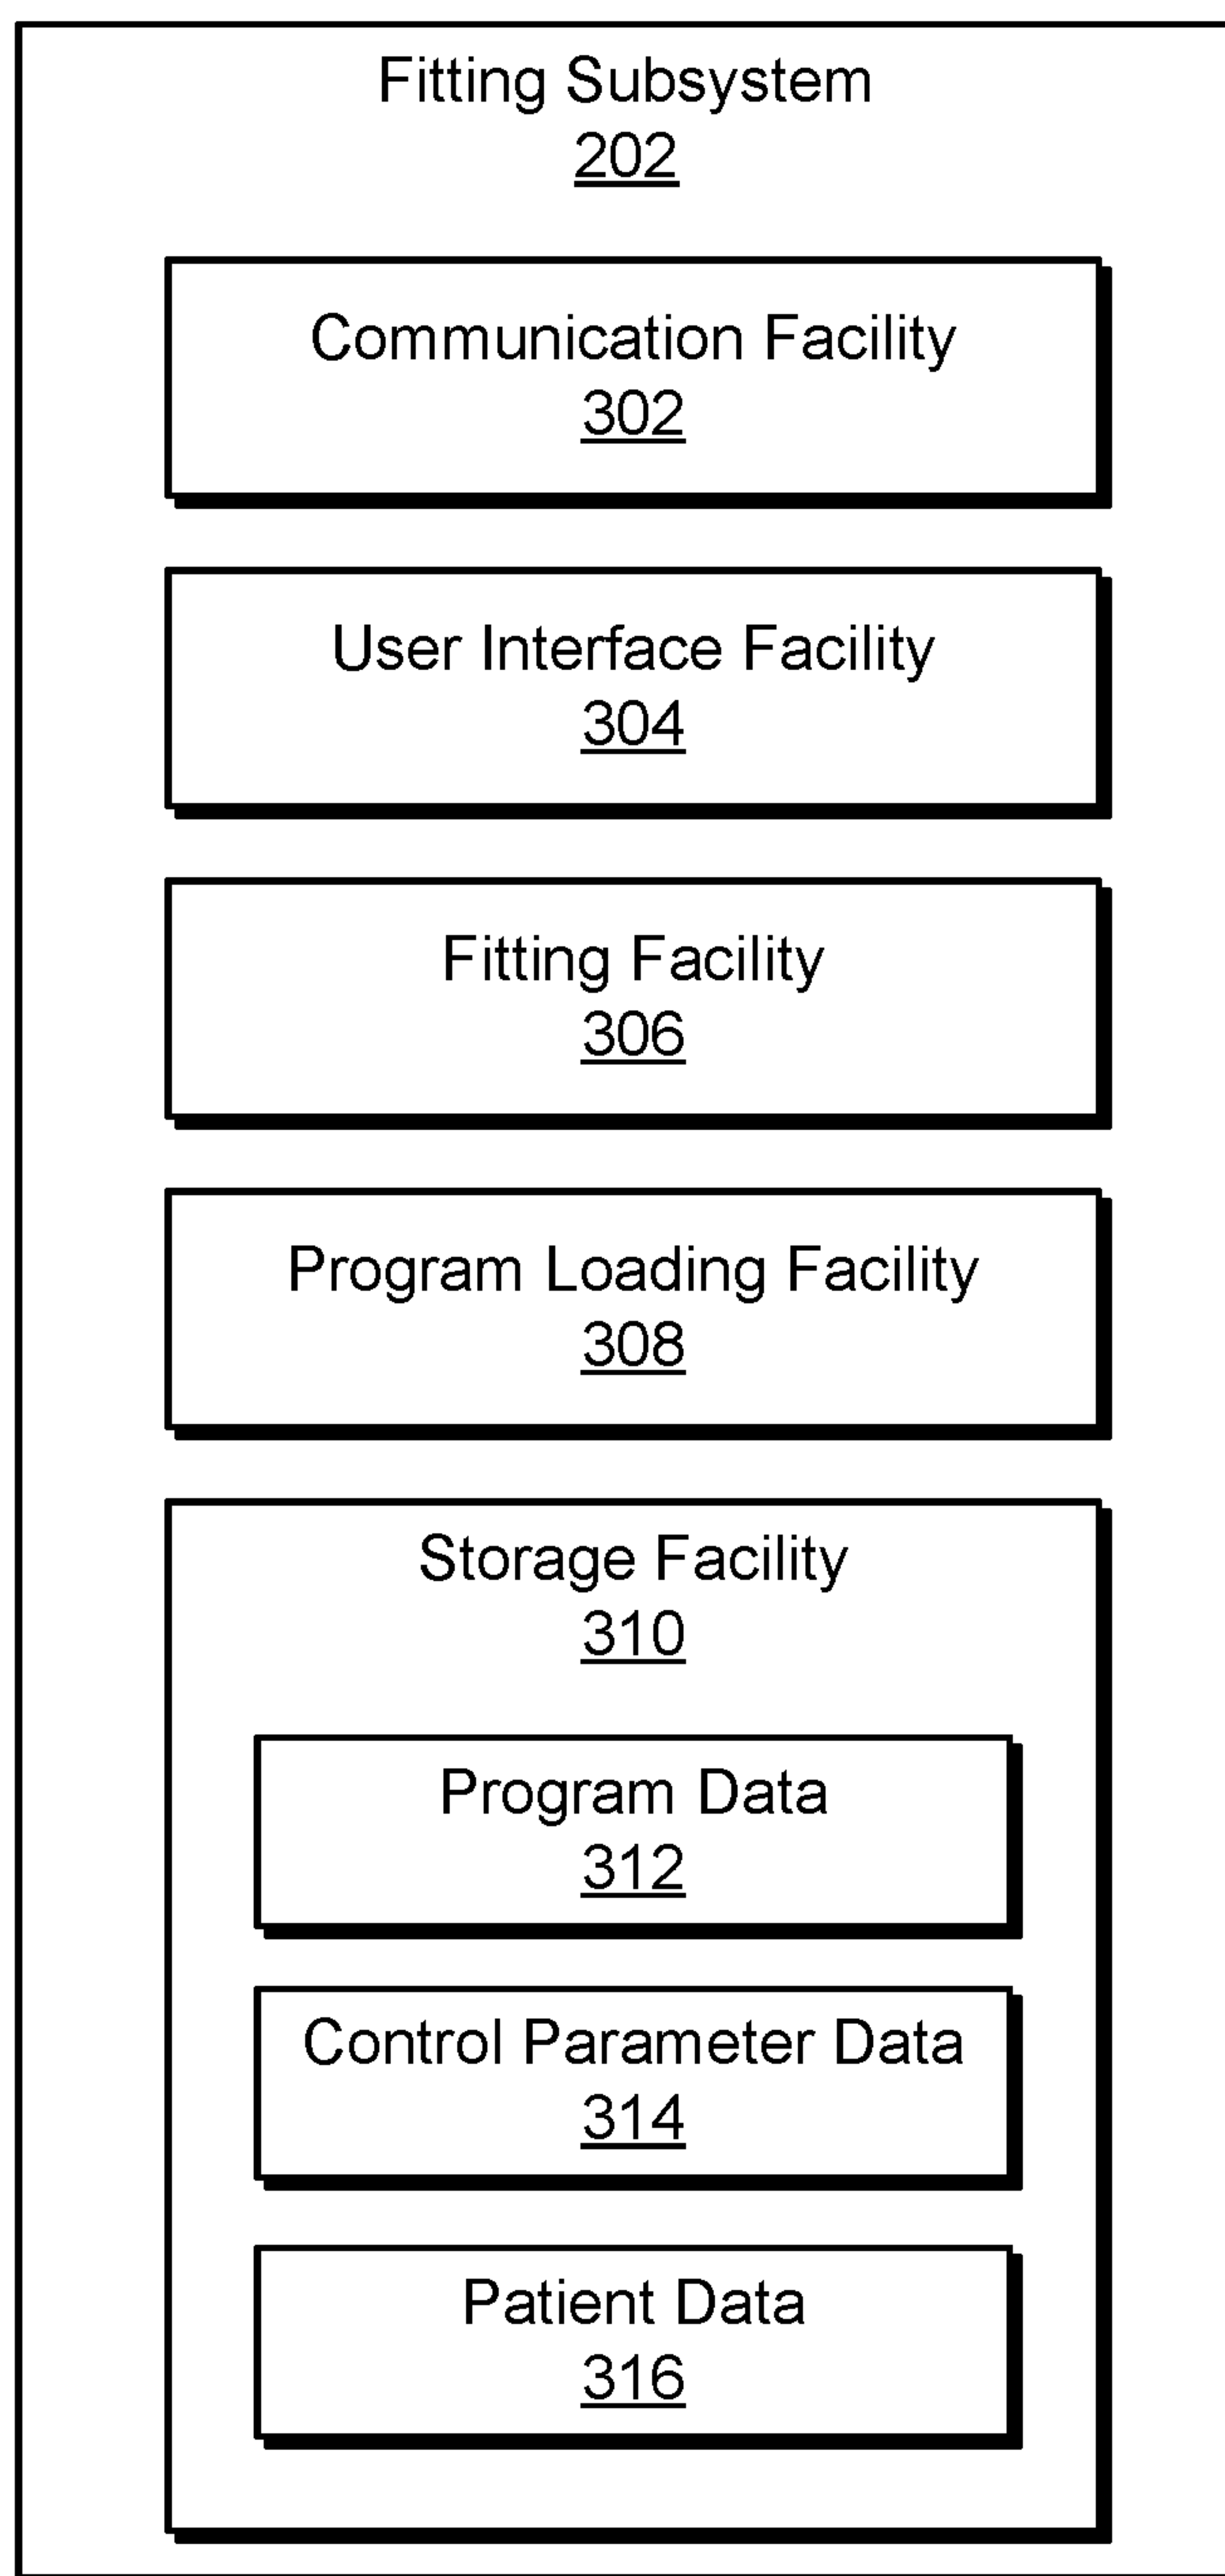 Fitting Subsystem
202
Communication Facility
302
User Interface Facility
304
Fitting Facility
306
Program Loading Facility
308
Storage Facility
310
Program Data
312
Control Parameter Data
314
Patient Data
316